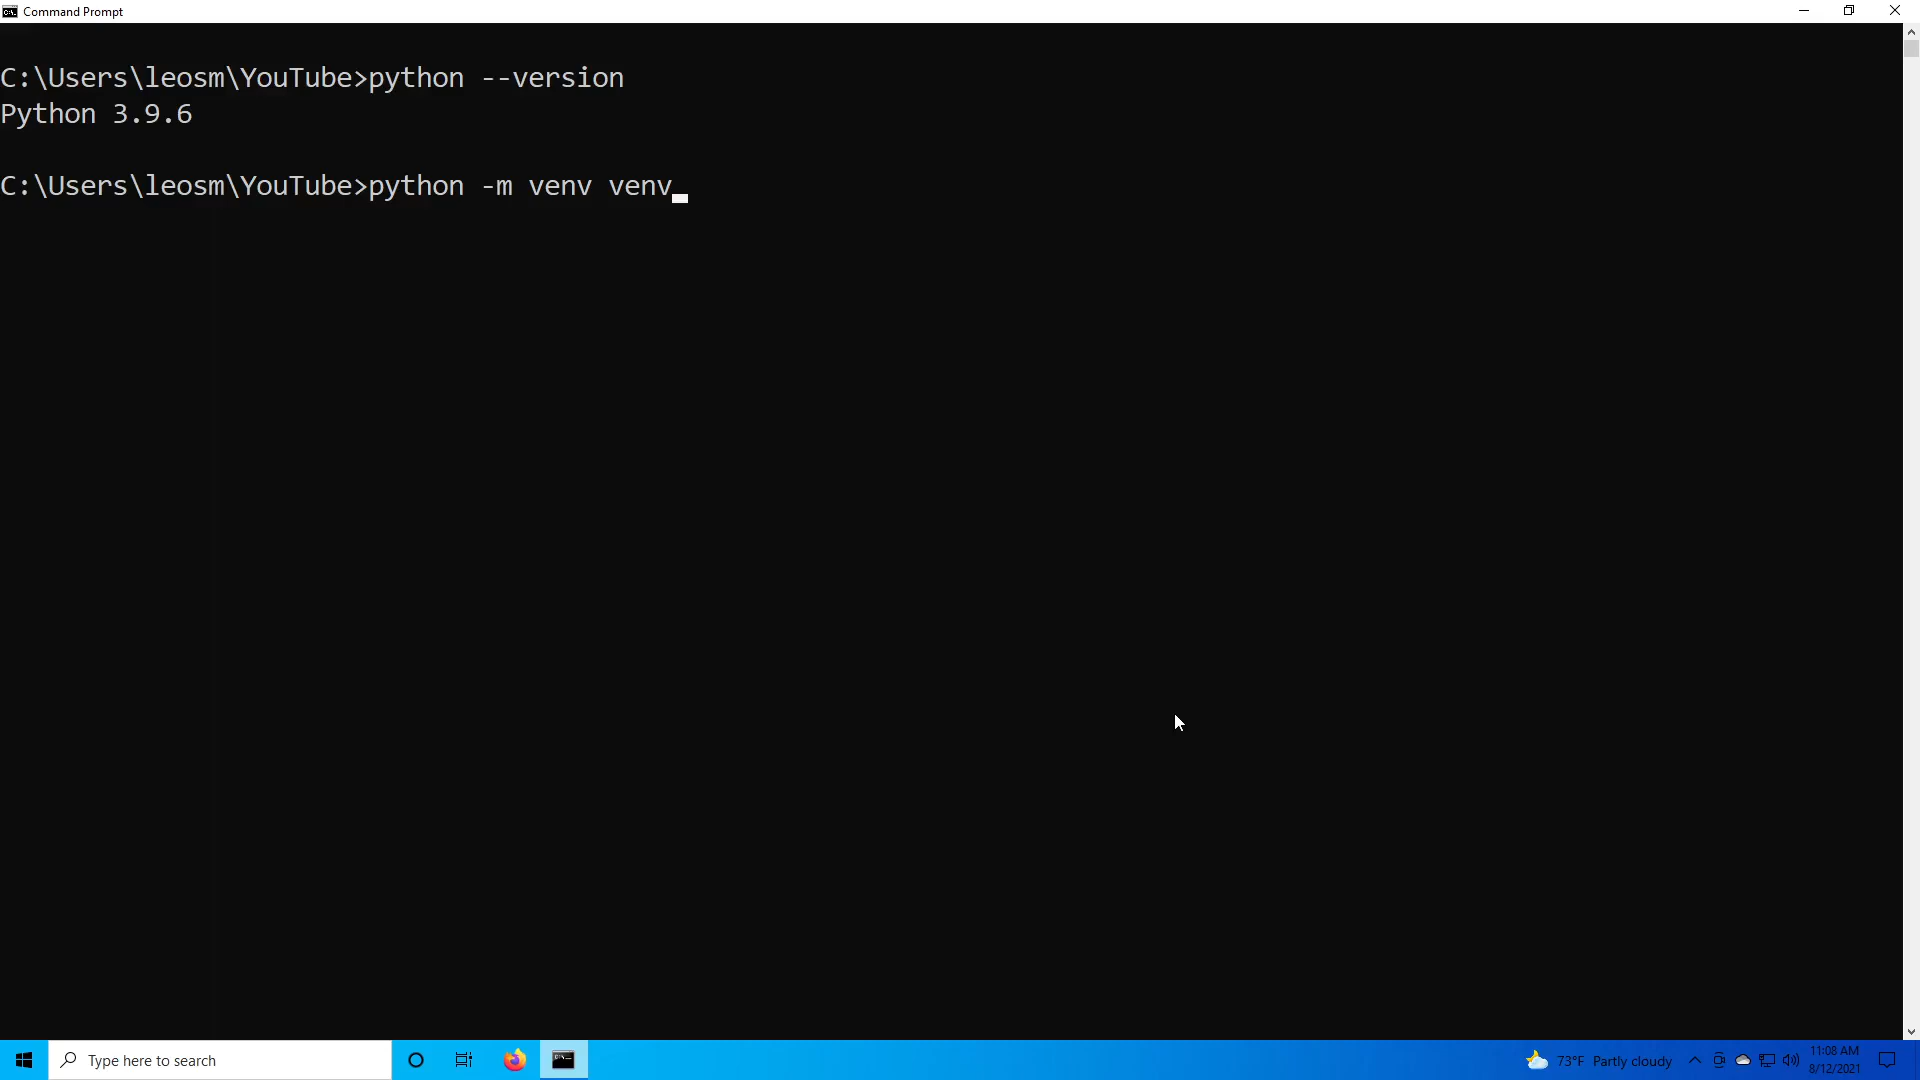 Command Prompt
C:\Users\leosm\YouTube>python --version
Python 3.9.6
C:\Users\leosm\YouTube>python -m venv venv
Type here to search
73°F Partly cloudy
11:08 AM
8/12/2021